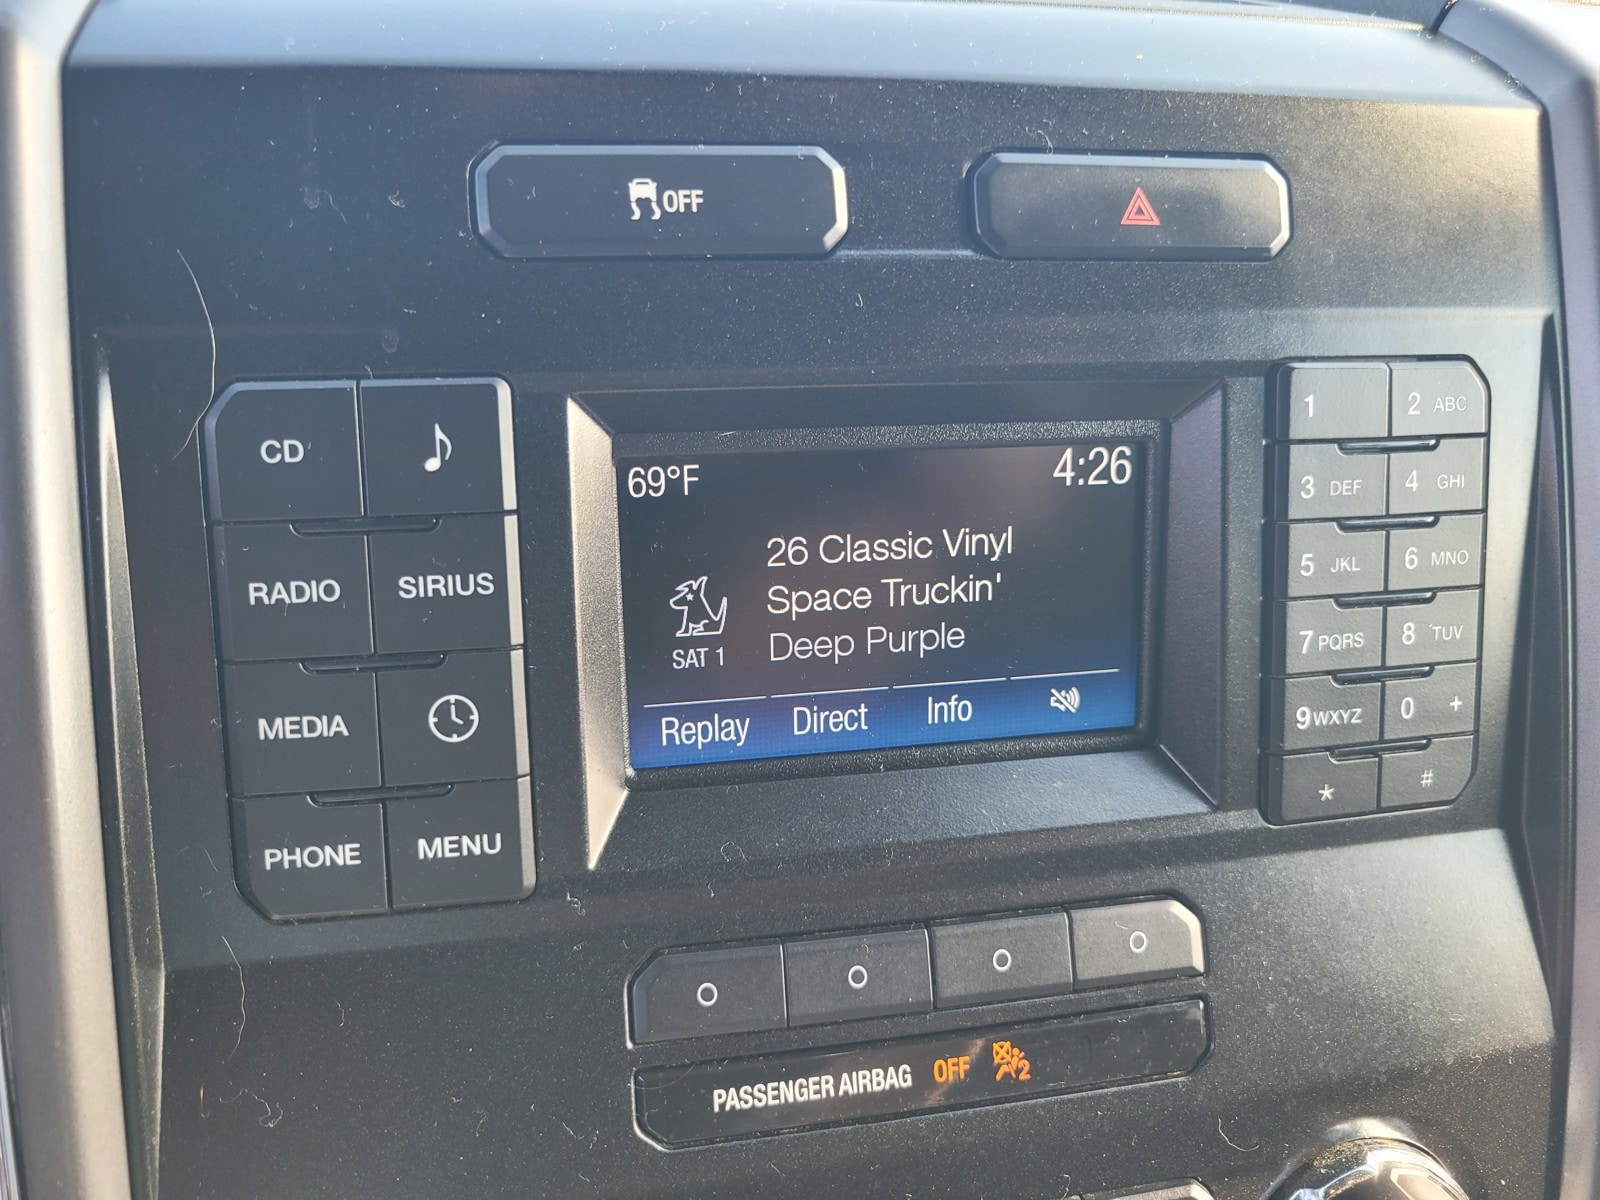 OFF
69°F 4:26
26 Classic Vinyl
Space Truckin'
Deep Purple
SAT 1
Replay Direct Info
CD
RADIO SIRIUS
MEDIA
PHONE MENU
1 2 ABC
3 DEF 4 GHI
5 JKL 6 MNO
7 PQRS 8 TUV
9 WXYZ 0 +
* #
PASSENGER AIRBAG OFF 2